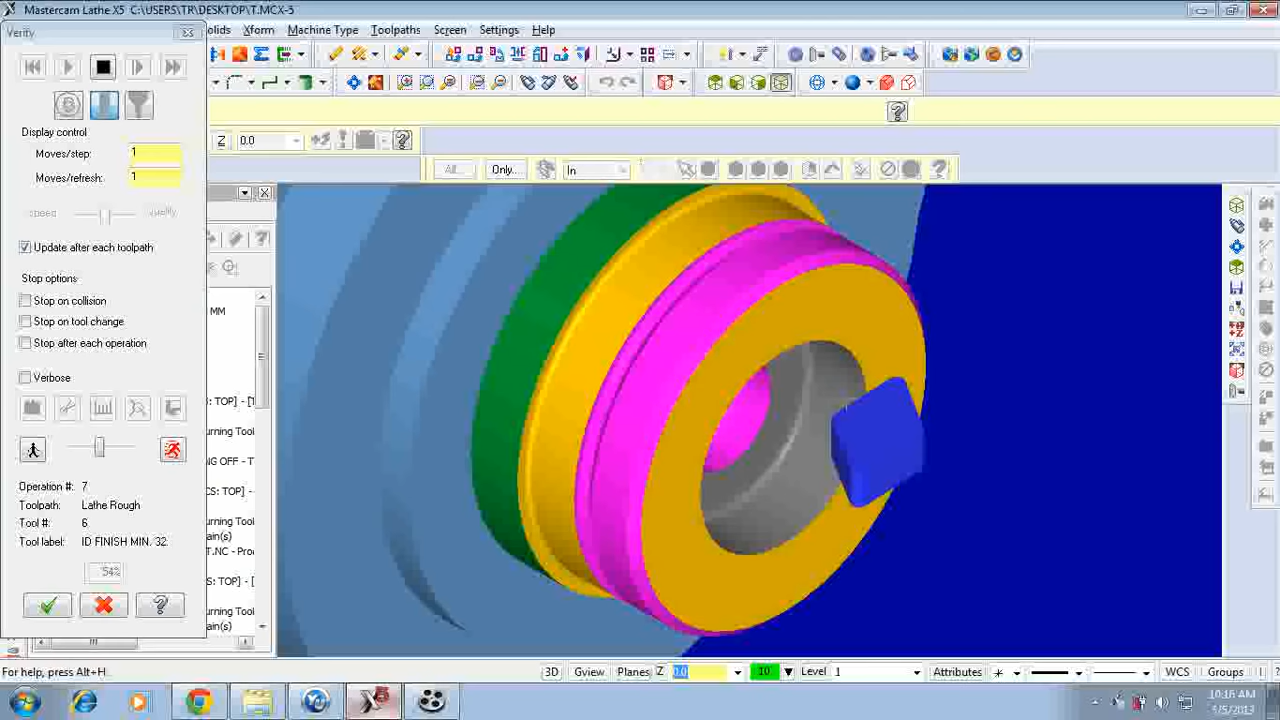 Mastercam Lathe X5 C:\USERS\TR\DESKTOP\T.MCX-5
Verify
olids Xform Machine Type Toolpaths Screen Settings Help
Display control
Moves/step: 1
Moves/refresh: 1
speed quality
Update after each toolpath
Stop options:
Stop on collision
Stop on tool change
Stop after each operation
Verbose
Operation #: 7
Toolpath: Lathe Rough
Tool #: 6
Tool label: ID FINISH MIN. 32.
54%
Z 0.0
All... Only... In
MM
: TOP] - [T
urning Tool
NG OFF - TY
CS: TOP] - [
urning Tool
ain(s)
T.NC - Pro
S: TOP] - [
urning Tool
ain(s)
For help, press Alt+H.
3D Gview Planes Z 0.0 10 Level 1 Attributes WCS Groups
10:16 AM
4/5/2013